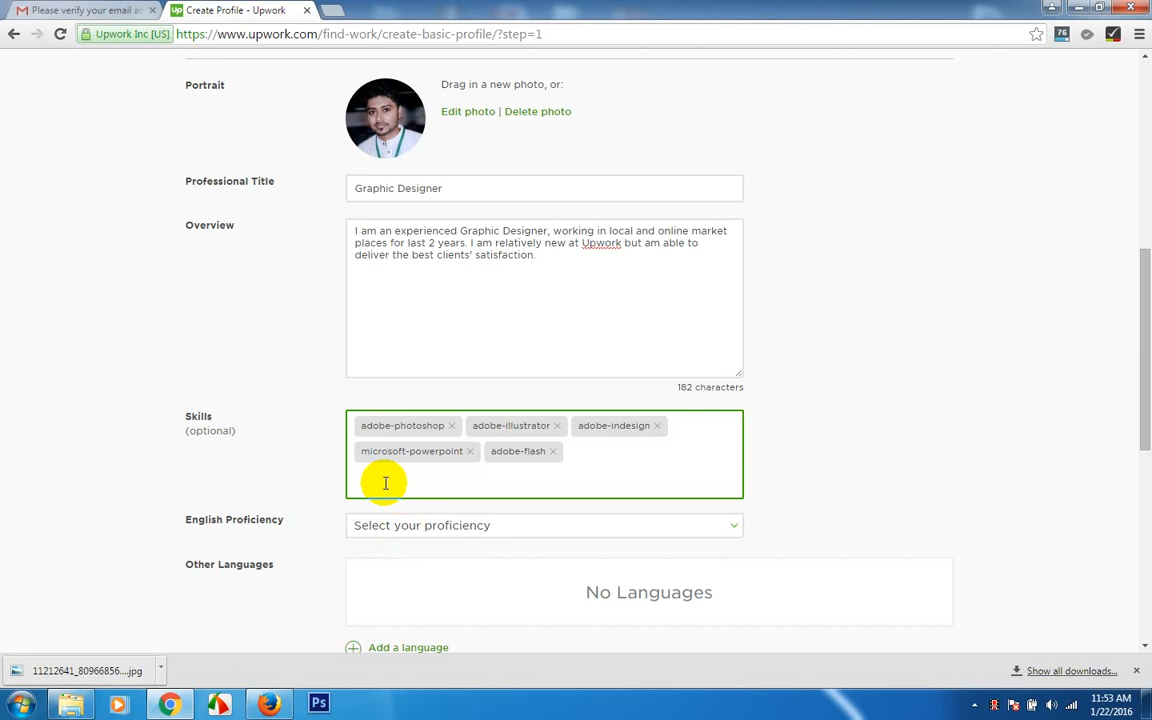 Please verify your email ac
Create Profile - Upwork
Upwork Inc [US]
https://www.upwork.com/find-work/create-basic-profile/?step=1
76
Portrait
Drag in a new photo, or:
Edit photo | Delete photo
Professional Title
Graphic Designer
Overview
I am an experienced Graphic Designer, working in local and online market
places for last 2 years. I am relatively new at Upwork but am able to
deliver the best clients' satisfaction.
182 characters
Skills
(optional)
adobe-photoshop
adobe-illustrator
adobe-indesign
microsoft-powerpoint
adobe-flash
English Proficiency
Select your proficiency
Other Languages
No Languages
Add a language
11212641_80966856....jpg
Show all downloads...
Ps
11:53 AM
1/22/2016